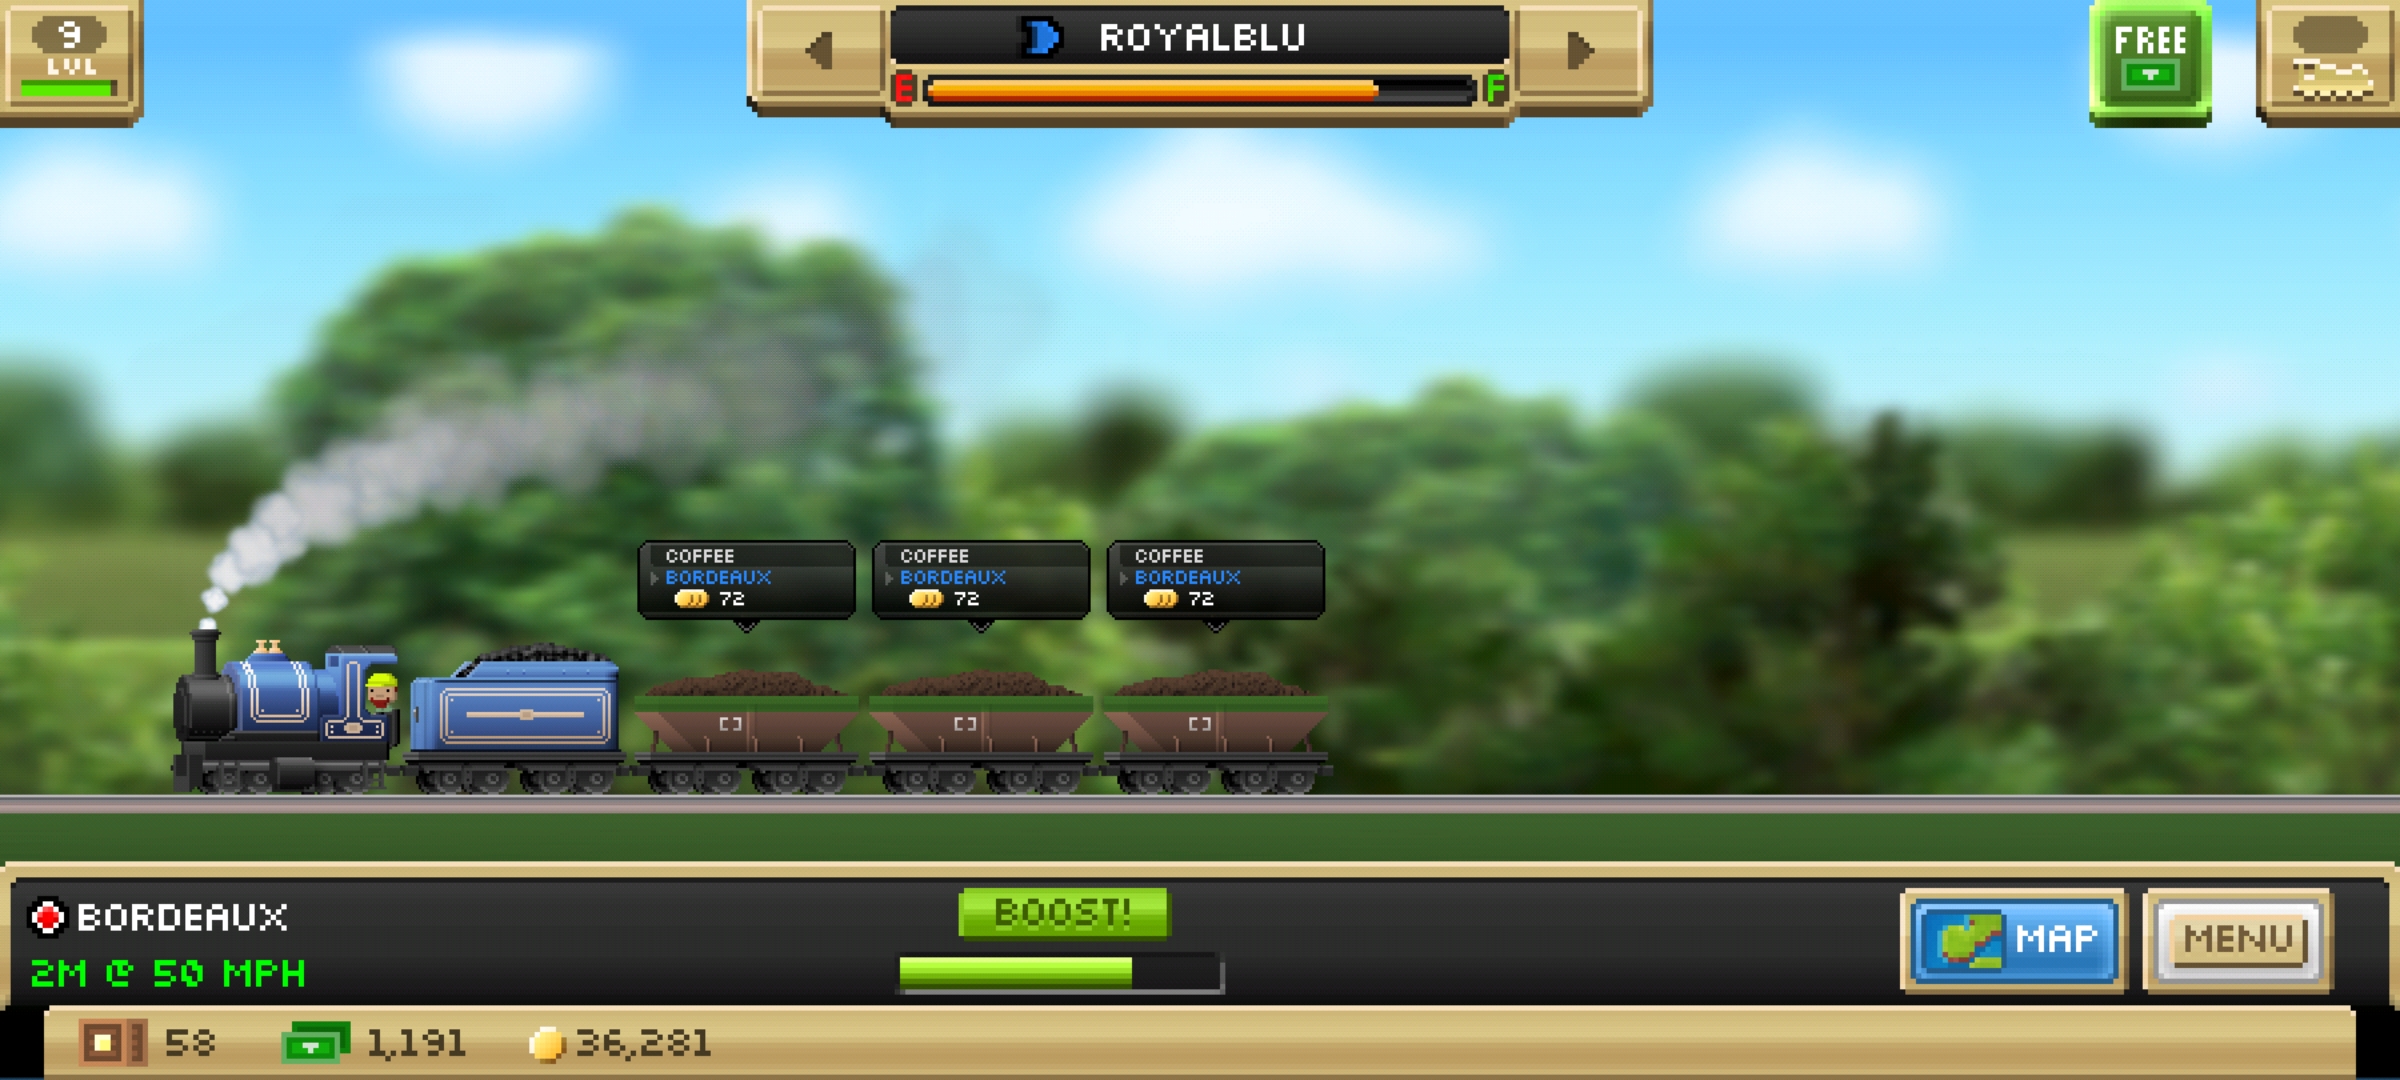 9
LVL
ROYALBLU
E
F
FREE
COFFEE
BORDEAUX
72
COFFEE
BORDEAUX
72
COFFEE
BORDEAUX
72
BORDEAUX
2M @ 50 MPH
BOOST!
MAP
MENU
58
1,191
36,281